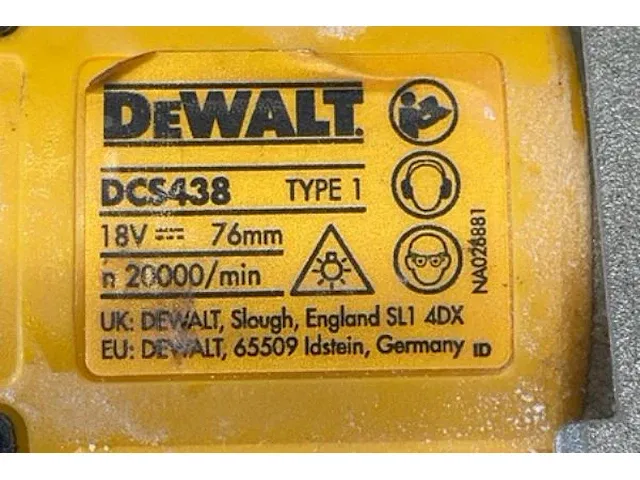 DEWALT.
DCS438 TYPE 1
18V ⎓ 76mm
n 20000/min
UK: DEWALT, Slough, England SL1 4DX
EU: DEWALT, 65509 Idstein, Germany ID
NA028881